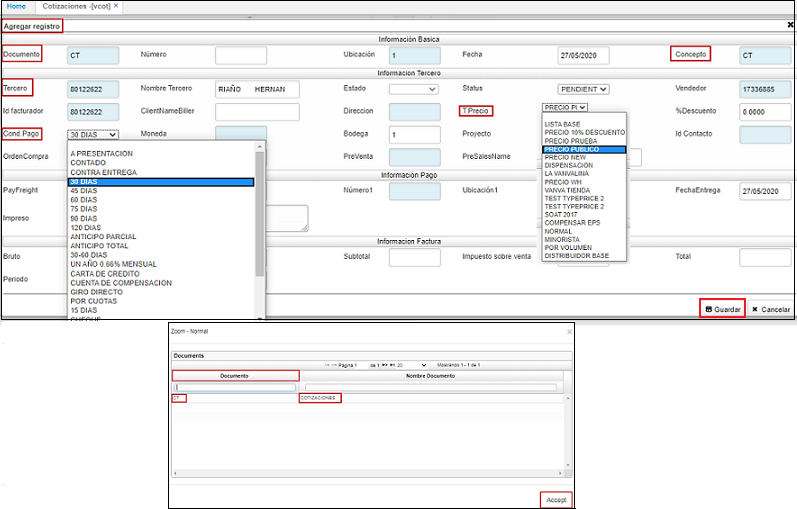 Home Cotizaciones -[vcot] ×
Agregar registro
Información Basica
Documento CT Número Ubicación 1 Fecha 27/05/2020 Concepto CT
Informacion Tercero
Tercero 80122622 Nombre Tercero RIAÑO HERNAN Estado Status PENDIENT Vendedor 17336885
Id facturador 80122622 ClientNameBiller Direccion T.Precio PRECIO PI %Descuento 0.0000
Cond.Pago 30 DIAS Moneda Bodega 1 Proyecto Id Contacto
OrdenCompra PreVenta PreSalesName
LISTA BASE
PRECIO 10% DESCUENTO
PRECIO PRUEBA
PRECIO PUBLICO
PRECIO NEW
DISPENSACION
LA VANVALINA
PRECIO WH
VANVA TIENDA
TEST TYPEPRICE 2
TEST TYPEPRICE 2
SOAT 2017
COMPENSAR EPS
NORMAL
MINORISTA
POR VOLUMEN
DISTRIBUIDOR BASE
A PRESENTACION
CONTADO
CONTRA ENTREGA
30 DIAS
45 DIAS
60 DIAS
75 DIAS
90 DIAS
120 DIAS
ANTICIPO PARCIAL
ANTICIPO TOTAL
30-60 DIAS
UN AÑO 0.66% MENSUAL
CARTA DE CREDITO
CUENTA DE COMPENSACION
GIRO DIRECTO
POR CUOTAS
15 DIAS
CHEQUE
Información Pago
PayFreight Número1 Ubicación1 FechaEntrega 27/05/2020
Impreso
Informacion Factura
Bruto Subtotal Impuesto sobre venta Total
Periodo
Guardar Cancelar
Zoom - Normal
Documents
Página 1 de 1 20 Mostrando 1 - 1 de 1
Documento Nombre Documento
CT COTIZACIONES
Accept